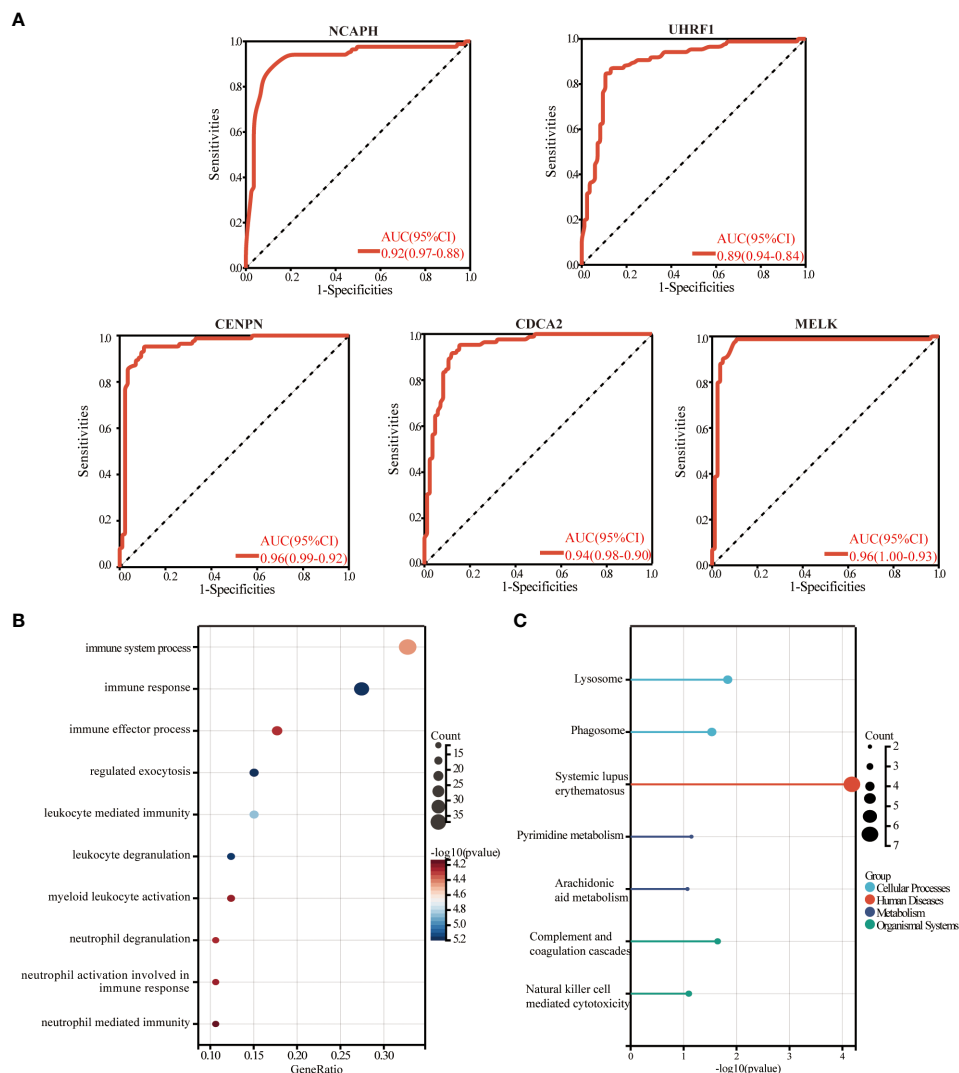 A
NCAPH
1.0
0.8
0.6
0.4
0.2
0.0
Sensitivities
AUC(95%CI)
0.92(0.97-0.88)
0.0 0.2 0.4 0.6 0.8 1.0
1-Specificities
UHRF1
1.0
0.8
0.6
0.4
0.2
0.0
Sensitivities
AUC(95%CI)
0.89(0.94-0.84)
0.0 0.2 0.4 0.6 0.8 1.0
1-Specificities
CENPN
1.0
0.8
0.6
0.4
0.2
0.0
Sensitivities
AUC(95%CI)
0.96(0.99-0.92)
0.0 0.2 0.4 0.6 0.8 1.0
1-Specificities
CDCA2
1.0
0.8
0.6
0.4
0.2
0.0
Sensitivities
AUC(95%CI)
0.94(0.98-0.90)
0.0 0.2 0.4 0.6 0.8 1.0
1-Specificities
MELK
1.0
0.8
0.6
0.4
0.2
0.0
Sensitivities
AUC(95%CI)
0.96(1.00-0.93)
0.0 0.2 0.4 0.6 0.8 1.0
1-Specificities
B
immune system process
immune response
immune effector process
regulated exocytosis
leukocyte mediated immunity
leukocyte degranulation
myeloid leukocyte activation
neutrophil degranulation
neutrophil activation involved in
immune response
neutrophil mediated immunity
0.10 0.15 0.20 0.25 0.30
GeneRatio
Count
15
20
25
30
35
-log10(pvalue)
4.2
4.4
4.6
4.8
5.0
5.2
C
Lysosome
Phagosome
Systemic lupus
erythematosus
Pyrimidine metabolism
Arachidonic
aid metabolism
Complement and
coagulation cascades
Natural killer cell
mediated cytotoxicity
0 1 2 3 4
-log10(pvalue)
Count
2
3
4
5
6
7
Group
Cellular Processes
Human Diseases
Metabolism
Organismal Systems